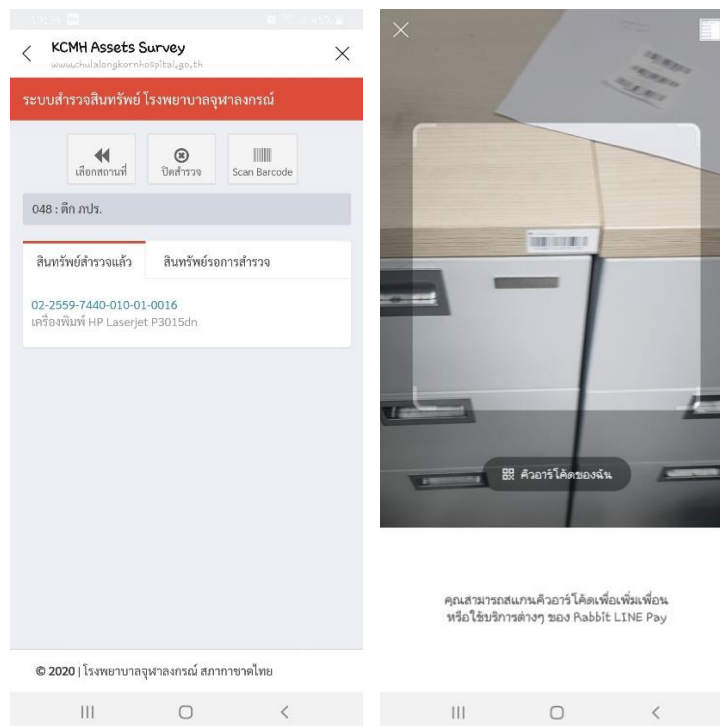 45%
KCMH Assets Survey
www.chulalongkornhospital.go.th
ระบบสำรวจสินทรัพย์ โรงพยาบาลจุฬาลงกรณ์
เลือกสถานที่
ปิดสำรวจ
Scan Barcode
048 : ตึก ภปร.
สินทรัพย์สำรวจแล้ว
สินทรัพย์รอการสำรวจ
02-2559-7440-010-01-0016
เครื่องพิมพ์ HP Laserjet P3015dn
© 2020 | โรงพยาบาลจุฬาลงกรณ์ สภากาชาดไทย
คิวอาร์โค้ดของฉัน
คุณสามารถสแกนคิวอาร์โค้ดเพื่อเพิ่มเพื่อน
หรือใช้บริการต่างๆ ของ Rabbit LINE Pay